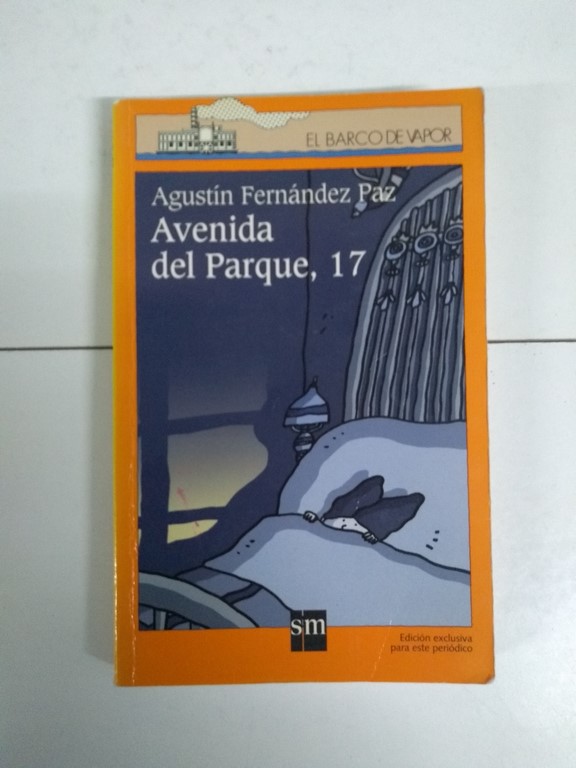 EL BARCO DE VAPOR
Agustín Fernández Paz
Avenida
del Parque, 17
sm
Edición exclusiva
para este periódico